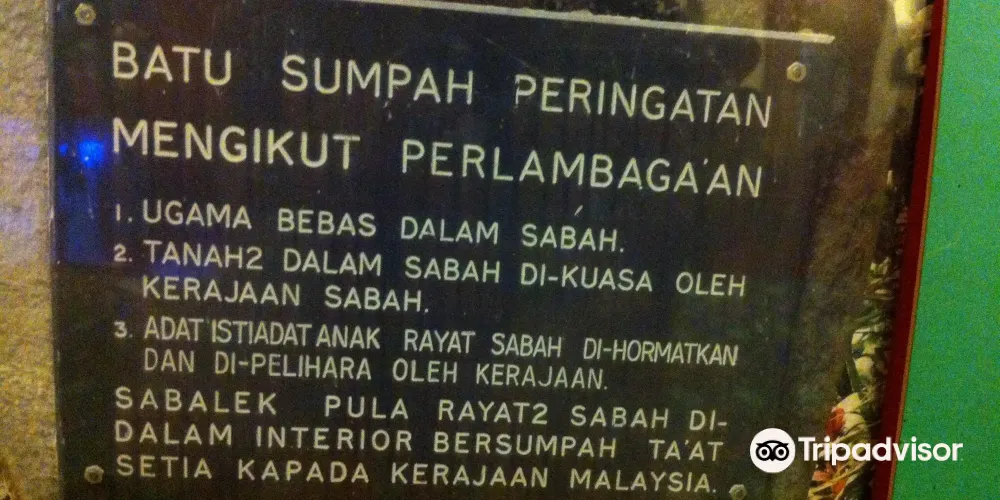 BATU SUMPAH PERINGATAN
MENGIKUT PERLAMBAGA'AN
1. UGAMA BEBAS DALAM SABAH.
2. TANAH2 DALAM SABAH DI-KUASA OLEH
KERAJAAN SABAH.
3. ADAT ISTIADAT ANAK RAYAT SABAH DI-HORMATKAN
DAN DI-PELIHARA OLEH KERAJAAN.
SABALEK PULA RAYAT2 SABAH DI-
DALAM INTERIOR BERSUMPAH TA'AT
SETIA KAPADA KERAJAAN MALAYSIA.
Tripadvisor